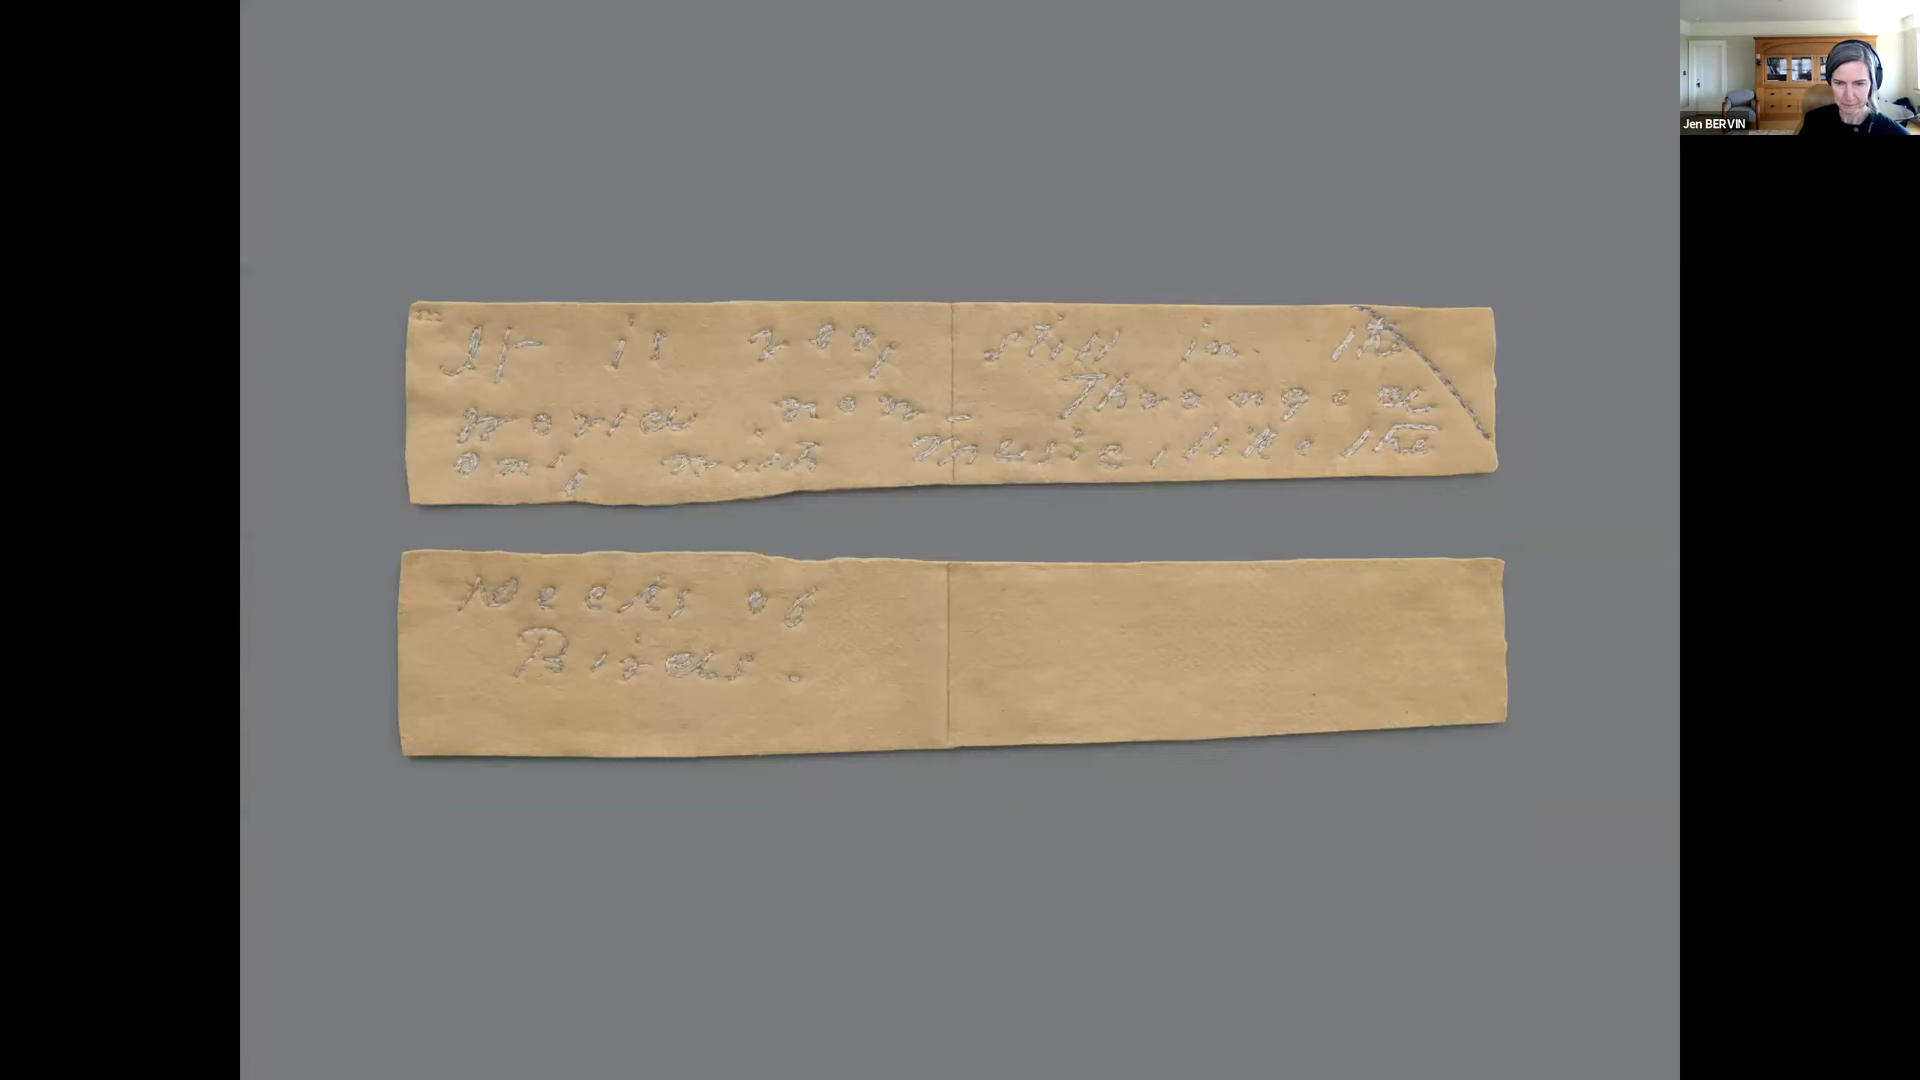 It is very still in the
world now – Thronged
only with Music, like the
Decks of
Birds.
Jen BERVIN